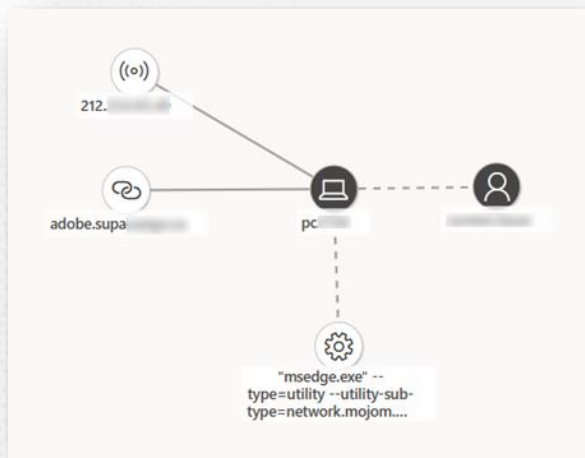 212.
adobe.supa
pc
"msedge.exe" --
type=utility --utility-sub-
type=network.mojom....